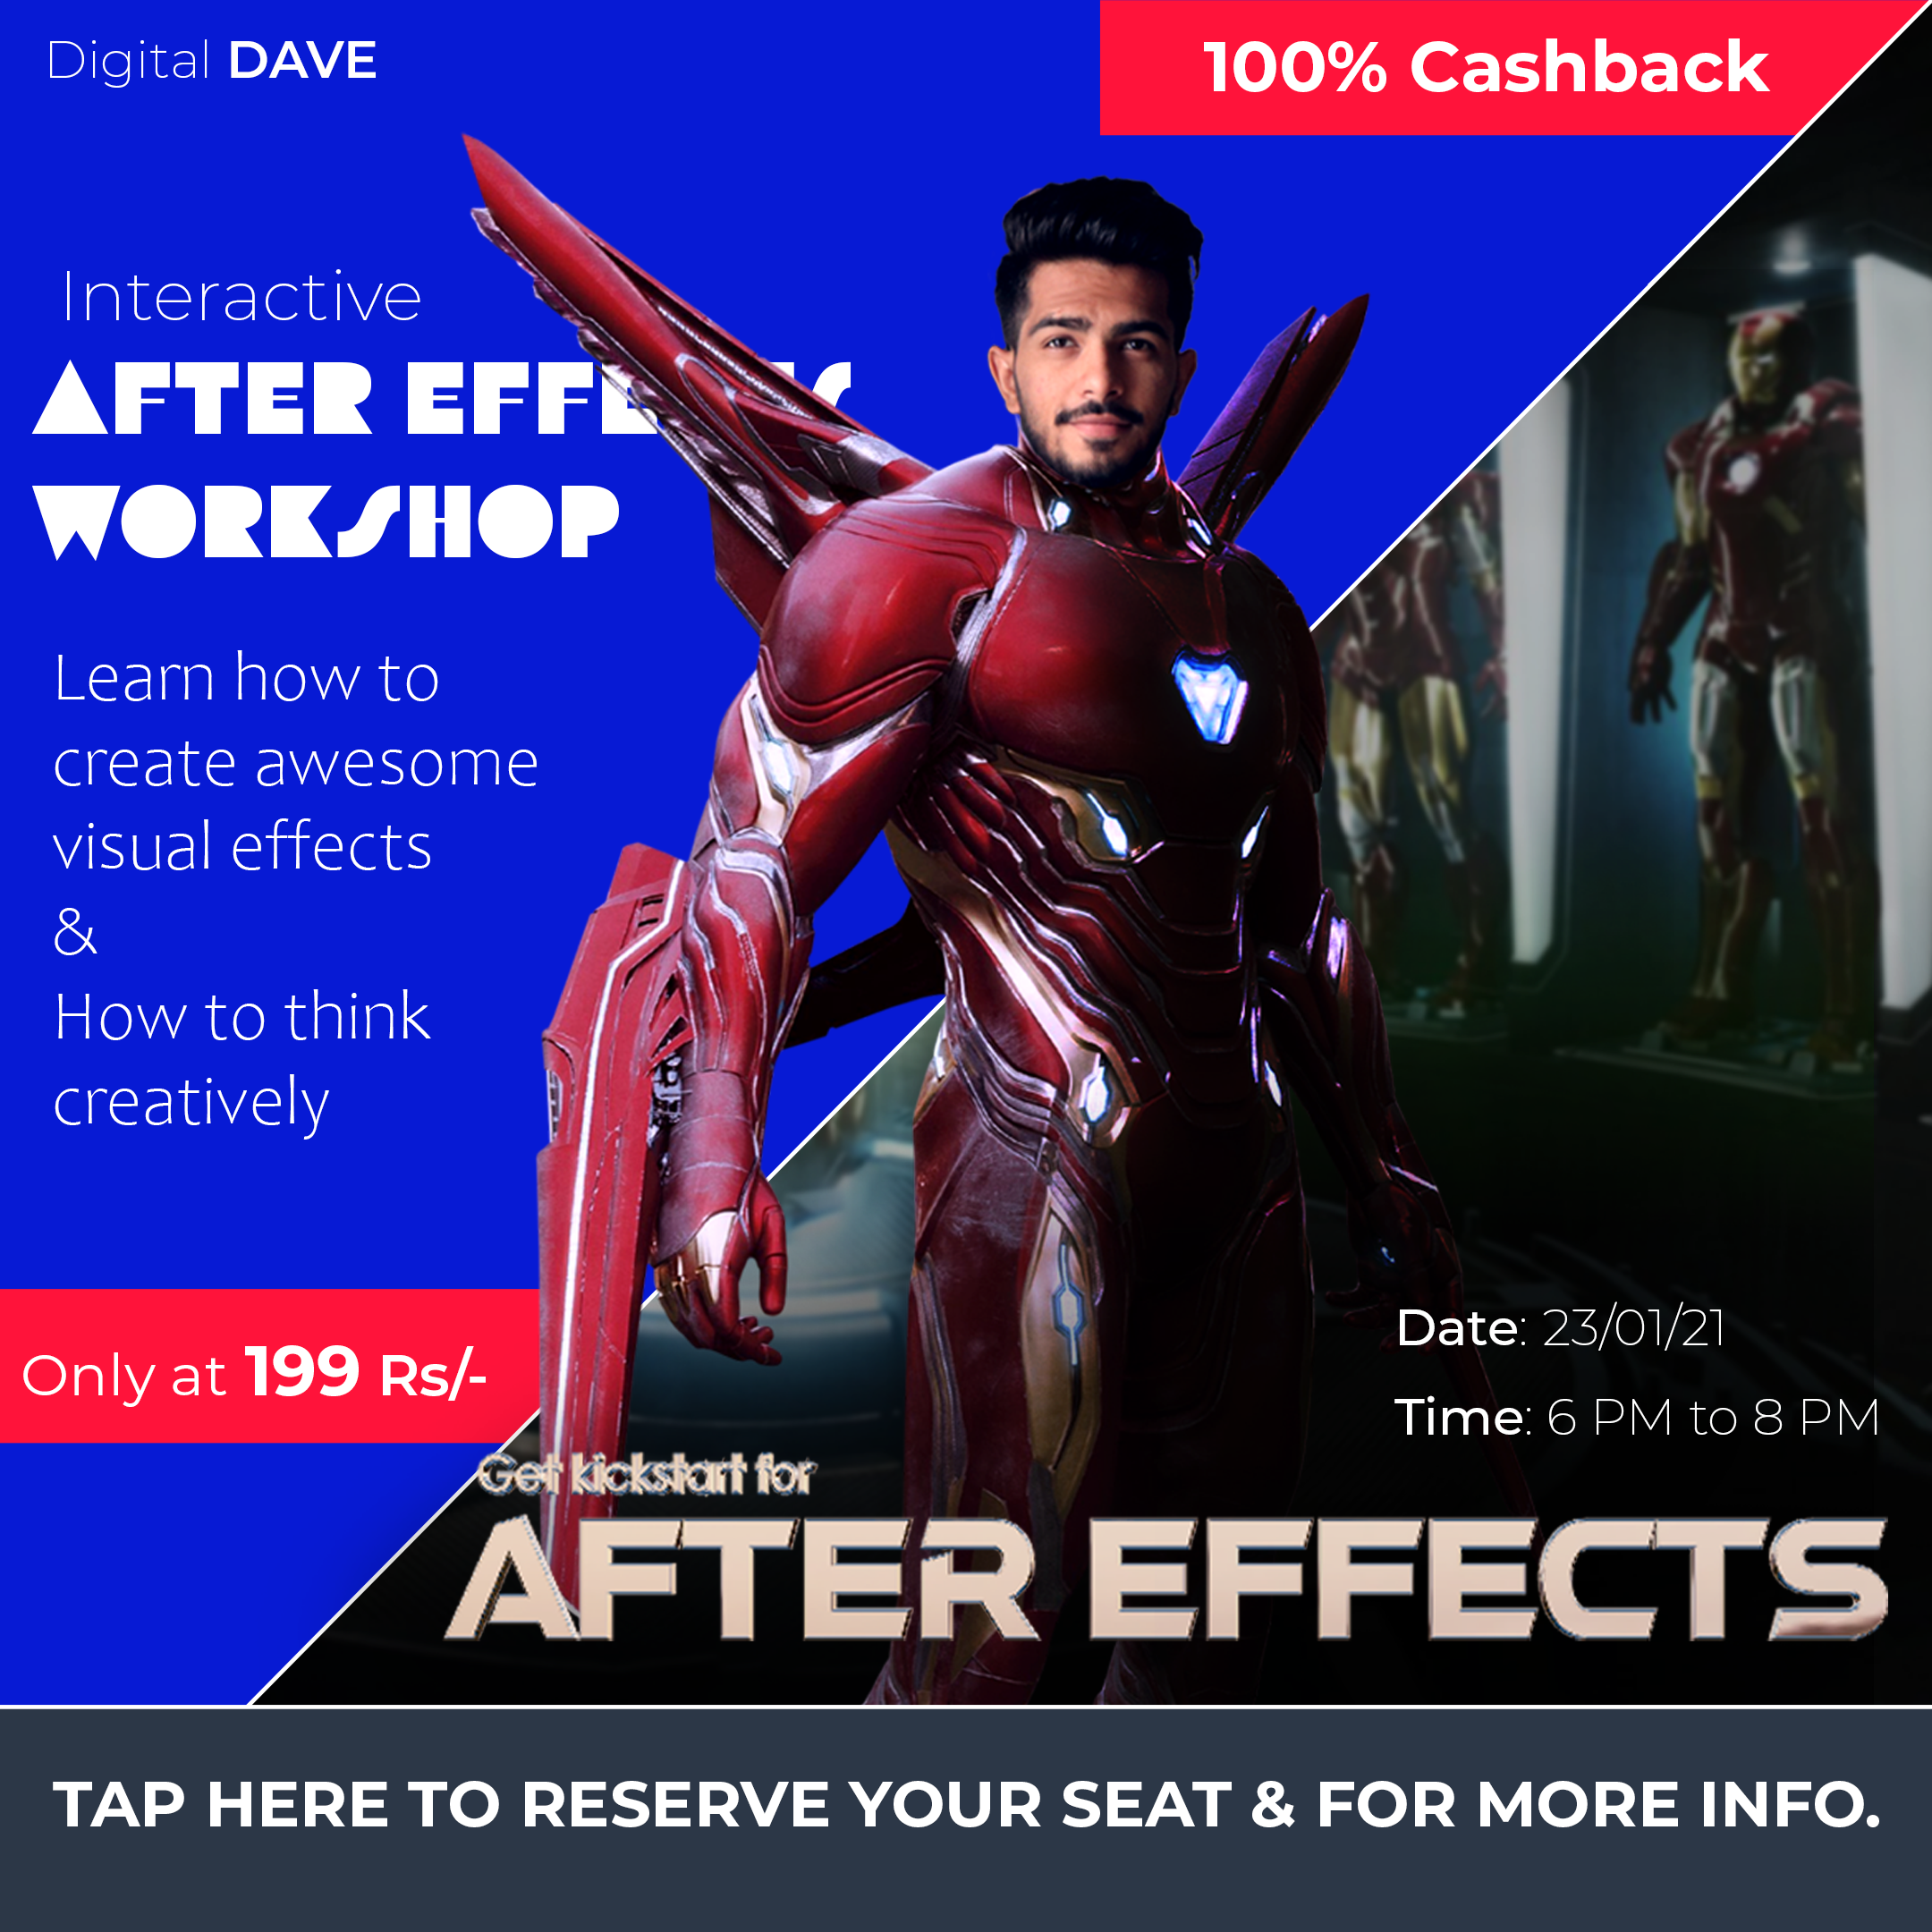 Digital DAVE
100% Cashback
Interactive
AFTER EFFECTS
WORKSHOP
Learn how to
create awesome
visual effects
&
How to think
creatively
Only at 199 Rs/-
Date: 23/01/21
Time: 6 PM to 8 PM
Get kickstart for
AFTER EFFECTS
TAP HERE TO RESERVE YOUR SEAT & FOR MORE INFO.